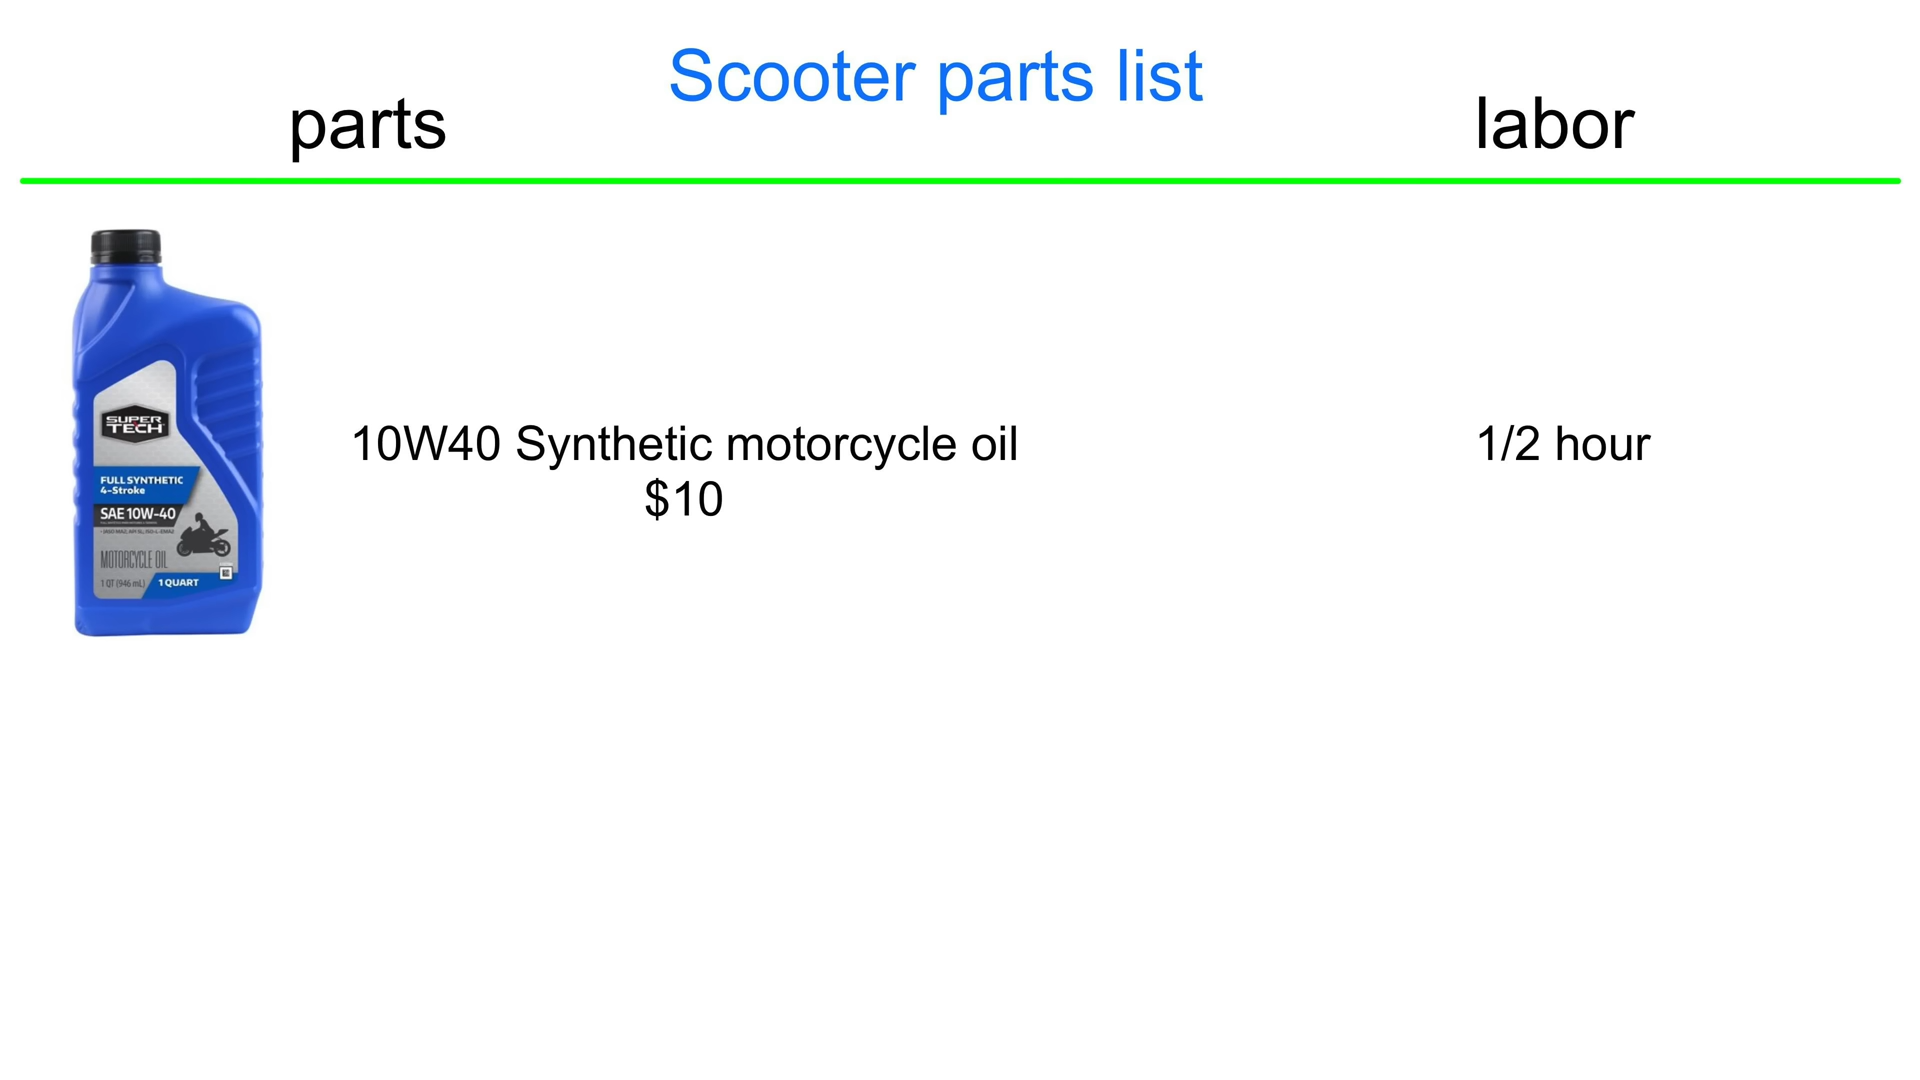 Scooter parts list
parts
labor
SUPER
TECH
FULL SYNTHETIC
4-Stroke
SAE 10W-40
MOTORCYCLE OIL
1 QT (946 mL)
1 QUART
10W40 Synthetic motorcycle oil
$10
1/2 hour